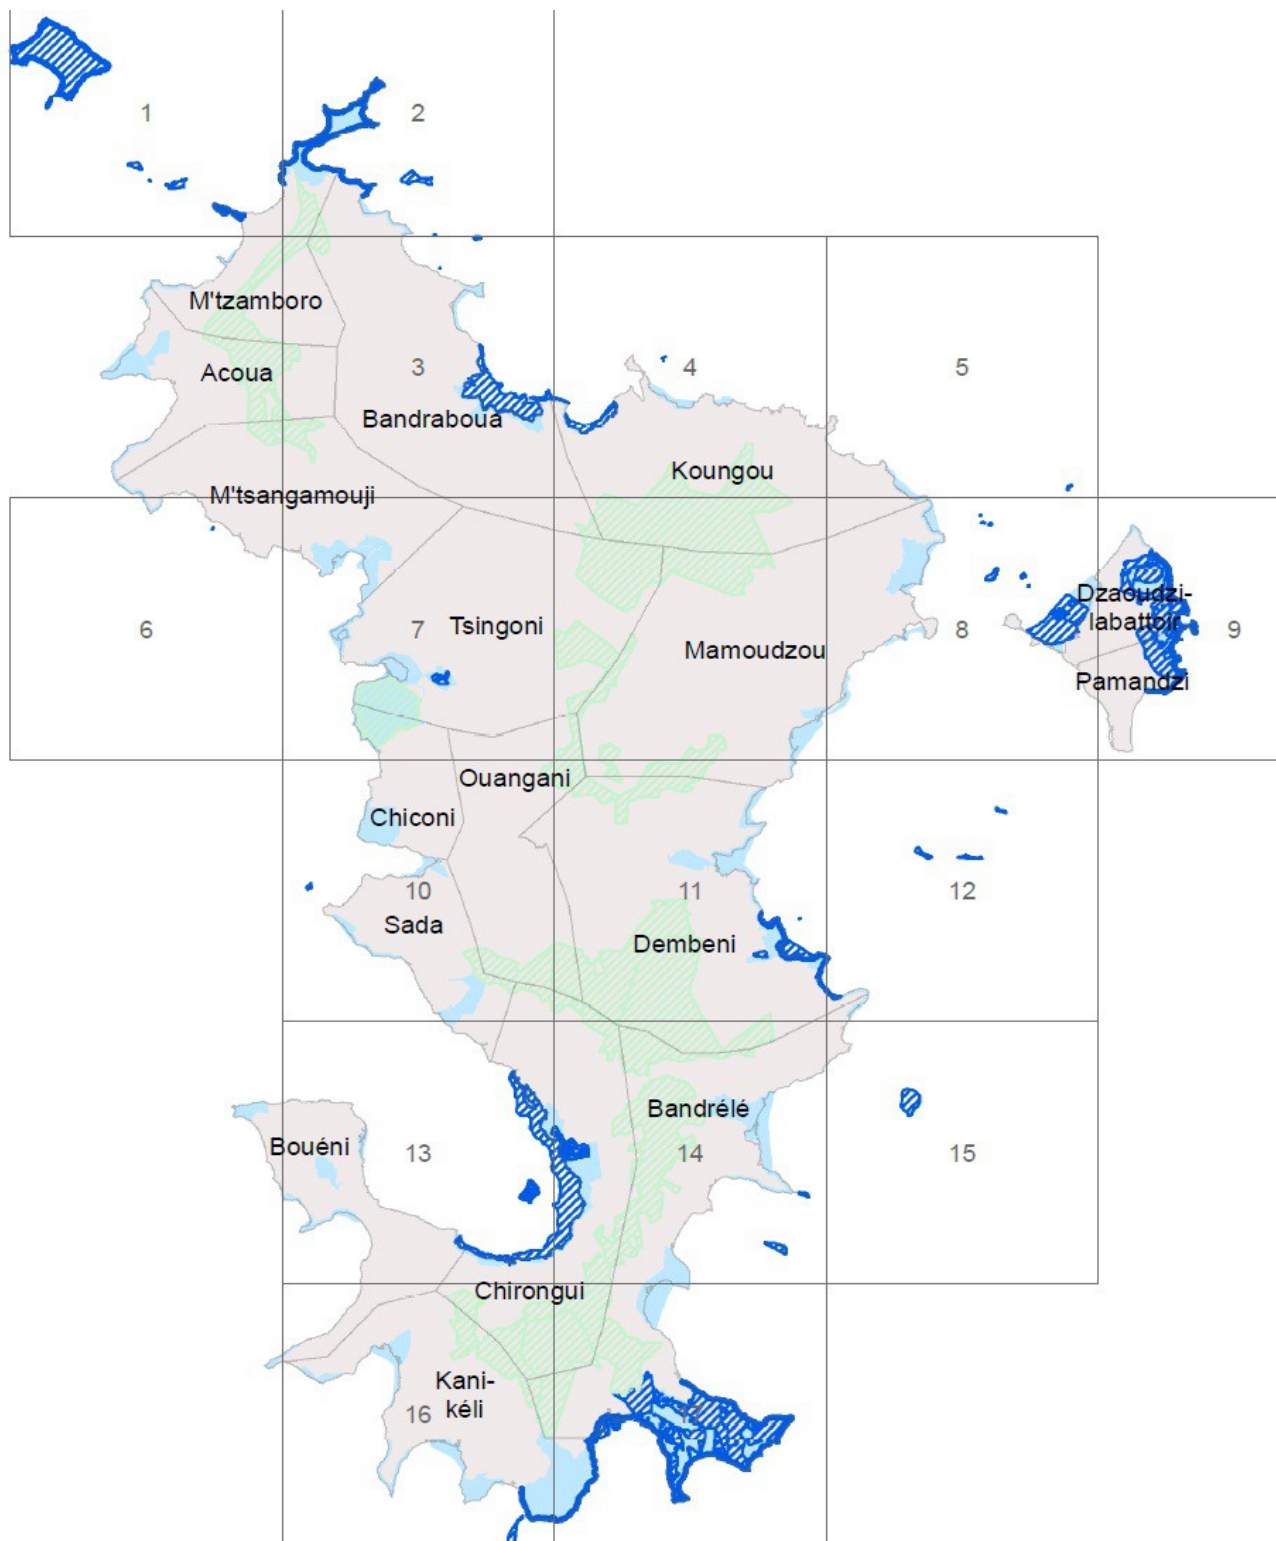 1
2
M'tzamboro
Acoua
3
4
5
Bandraboua
Koungou
M'tsangamouji
6
7
Tsingoni
Mamoudzou
8
Dzaoudzi-
labattoir
9
Pamandzi
Ouangani
Chiconi
10
11
12
Sada
Dembeni
Bandrélé
Bouéni
13
14
15
Chirongui
Kani-
kéli
16
17